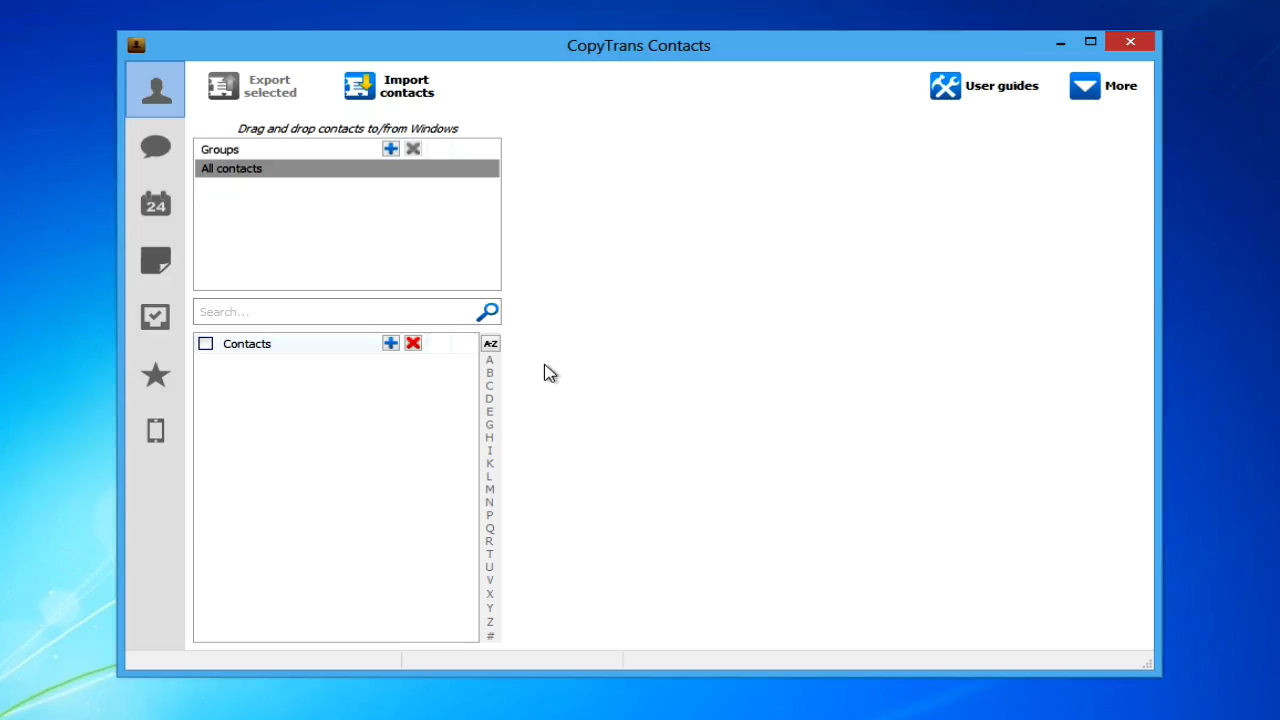 CopyTrans Contacts
Export
selected
Import
contacts
User guides
More
Drag and drop contacts to/from Windows
Groups
All contacts
24
Search...
Contacts
A-Z
A
B
C
D
E
G
H
I
K
L
M
N
P
Q
R
T
U
V
X
Y
Z
#